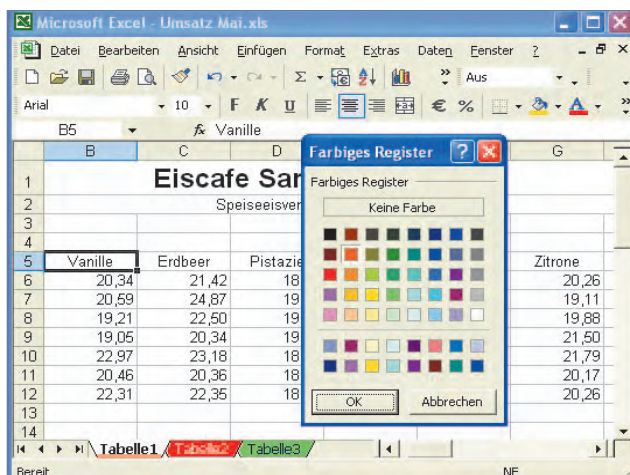 Microsoft Excel - Umsatz Mai.xls
Datei Bearbeiten Ansicht Einfügen Format Extras Daten Fenster ?
Σ Aus
Arial 10 F K U € %
B5 fx Vanille
B C D G
1 Eiscafe
2
3
4
5 Vanille Erdbeer Zitrone
6 20,34 21,42 18 20,26
7 20,59 24,87 19 19,11
8 19,21 22,50 19 19,88
9 19,05 20,34 19 21,50
10 22,97 23,18 18 21,79
11 20,46 20,36 18 20,17
12 22,31 22,35 18 20,26
13
14
Farbiges Register ?
Farbiges Register
Keine Farbe
OK Abbrechen
Tabelle1 Tabelle2 Tabelle3
Bereit NF